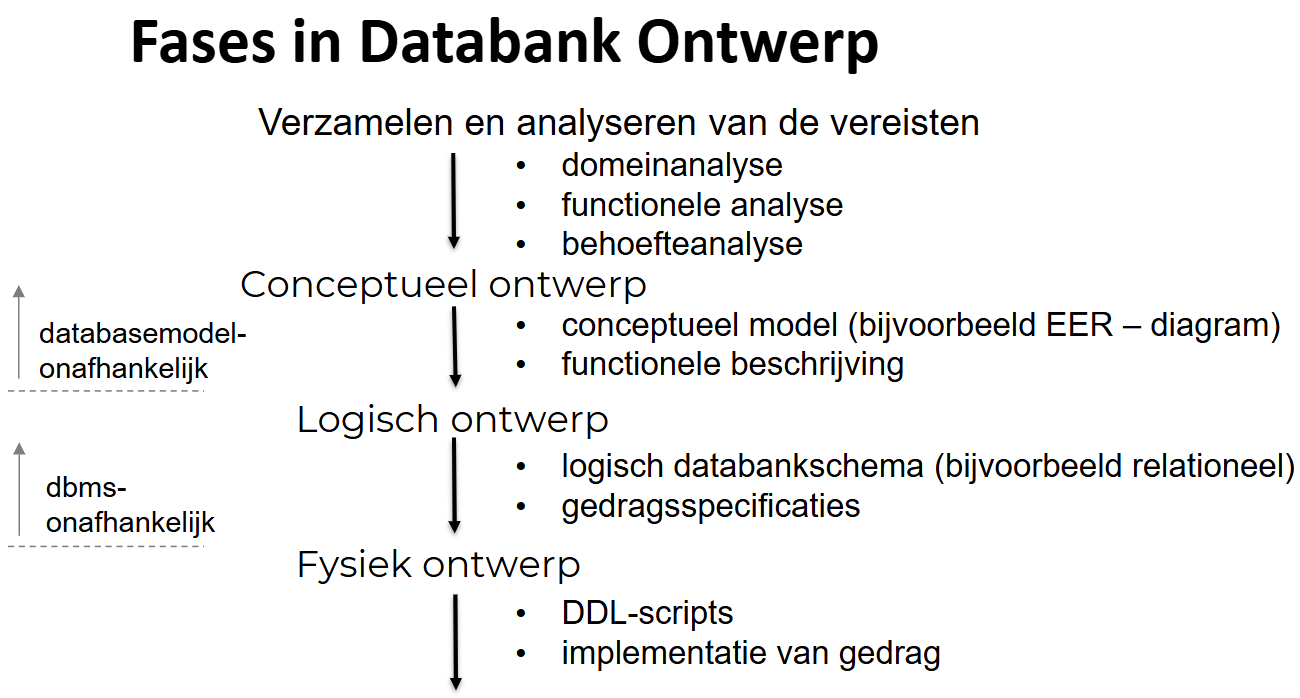 Fases in Databank Ontwerp
Verzamelen en analyseren van de vereisten
• domeinanalyse
• functionele analyse
• behoefteanalyse
Conceptueel ontwerp
• conceptueel model (bijvoorbeeld EER – diagram)
• functionele beschrijving
databasemodel-
onafhankelijk
Logisch ontwerp
• logisch databankschema (bijvoorbeeld relationeel)
• gedragsspecificaties
dbms-
onafhankelijk
Fysiek ontwerp
• DDL-scripts
• implementatie van gedrag